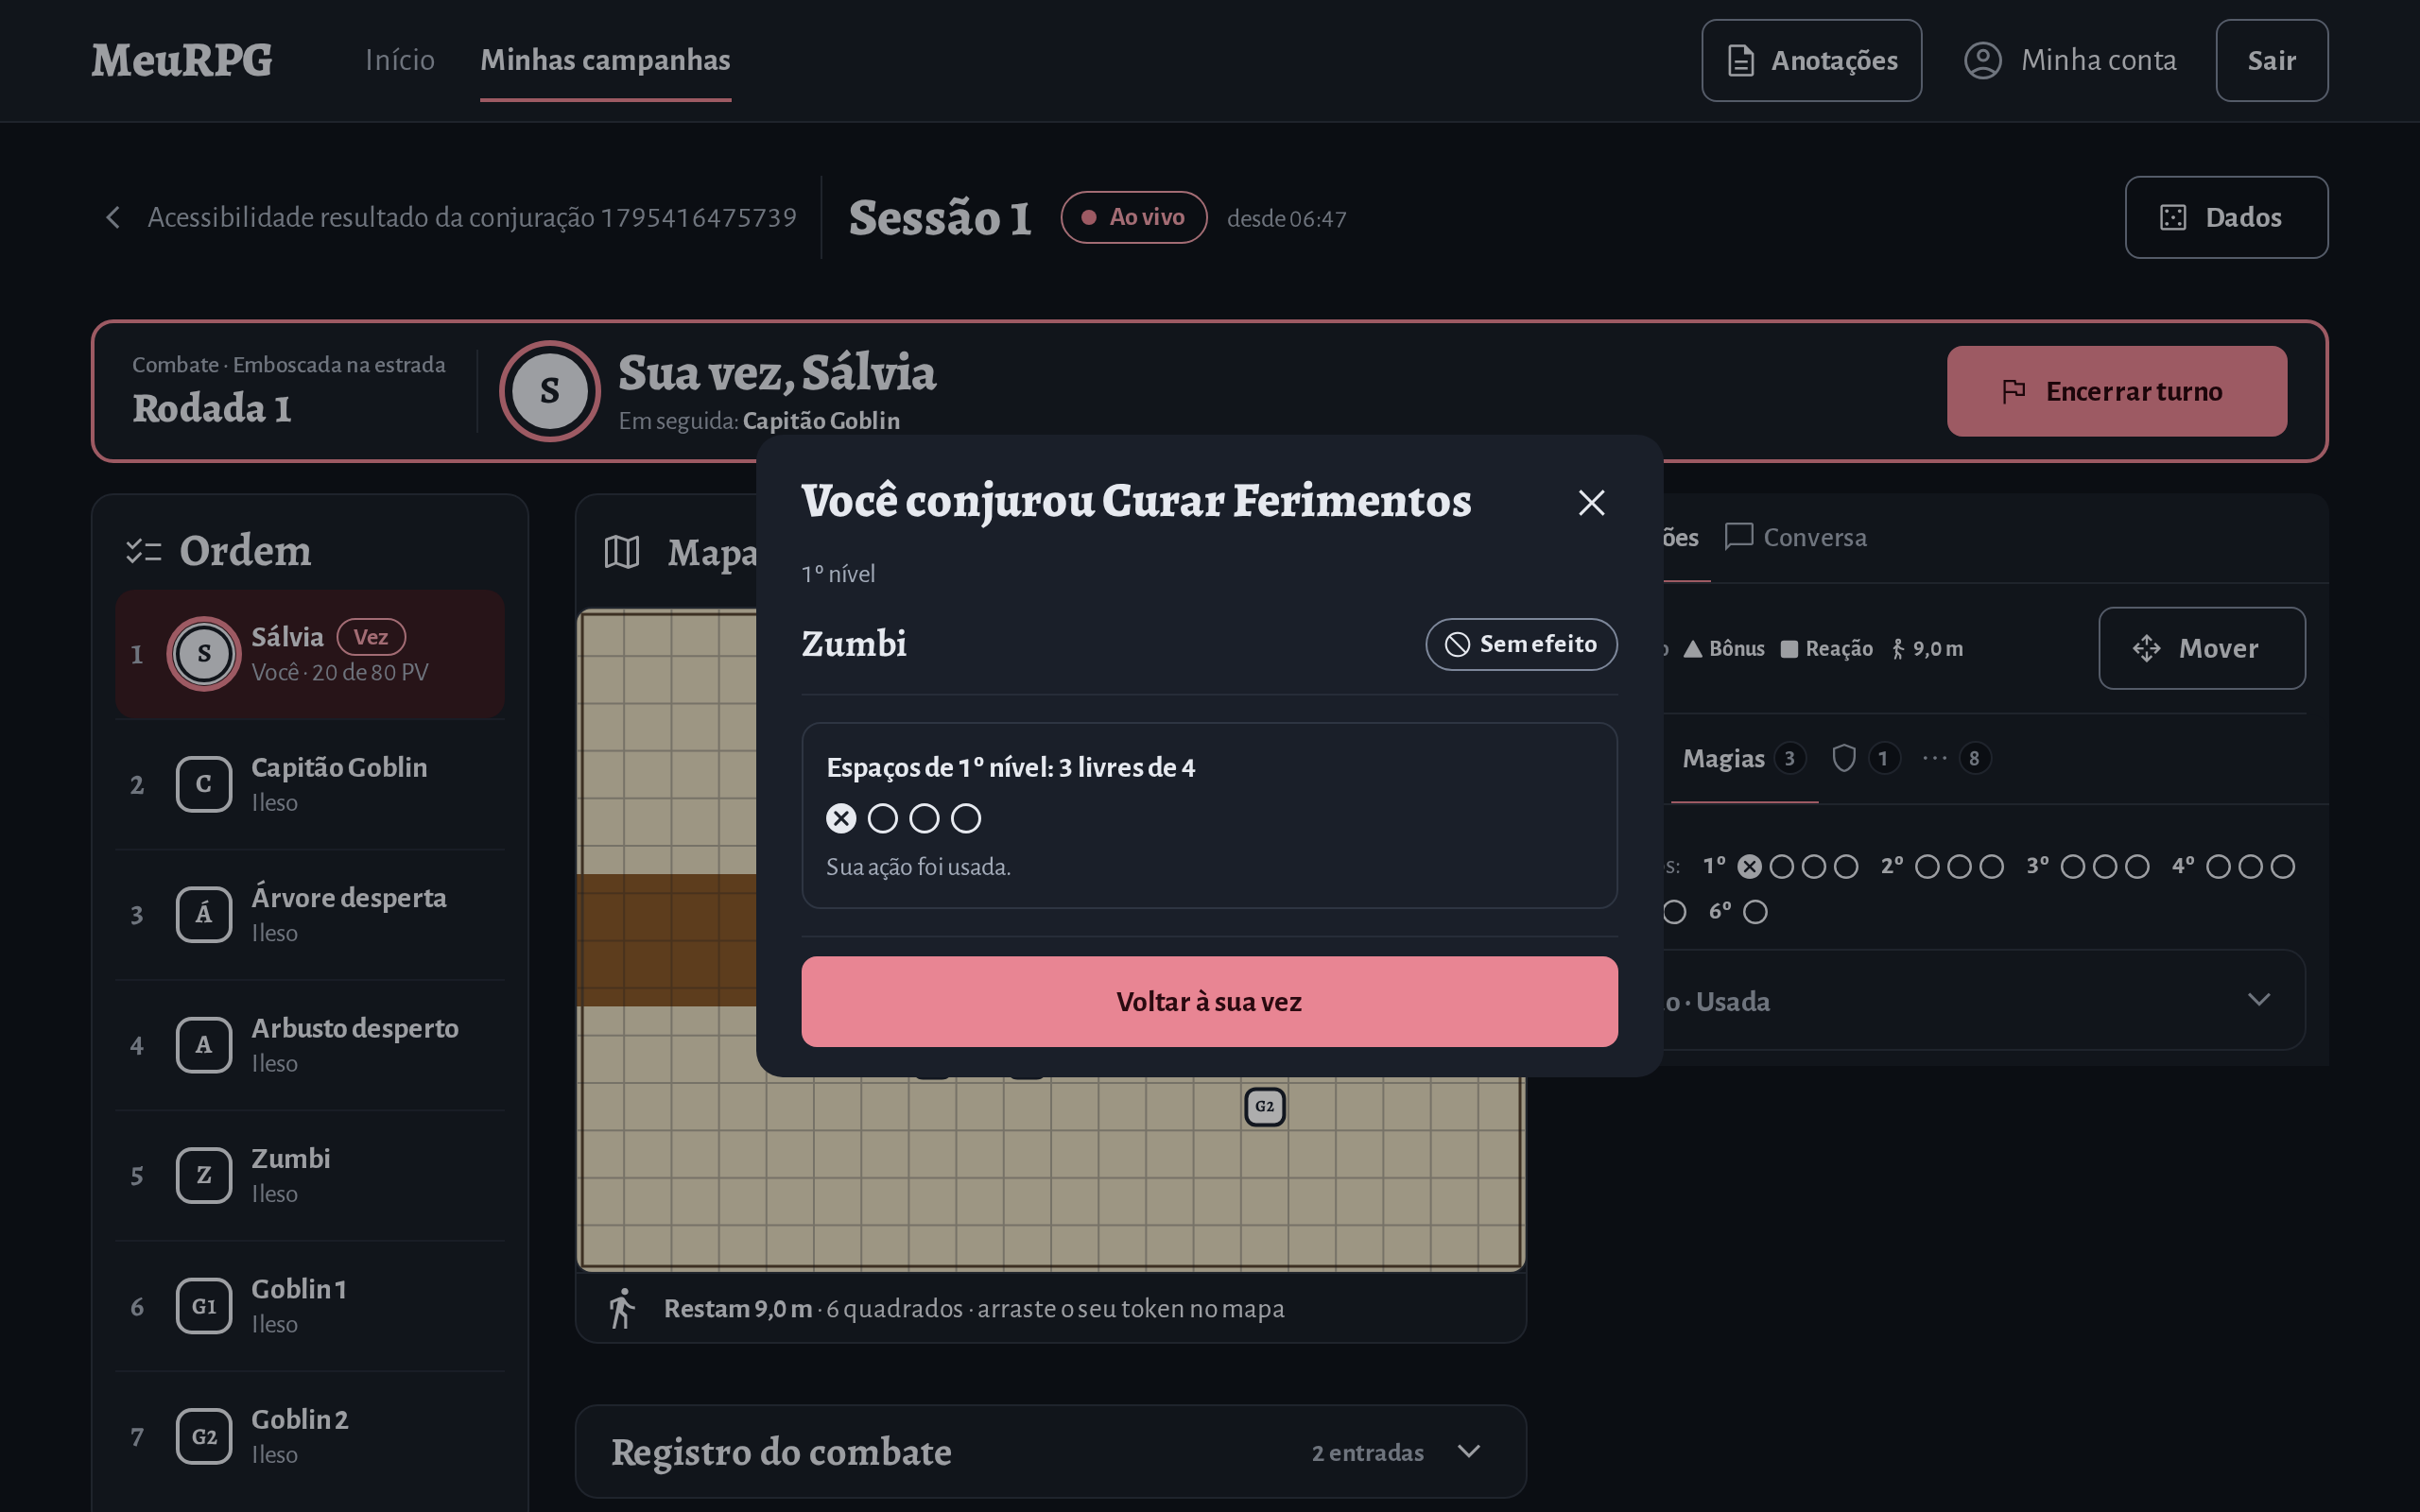 MeuRPG
Início
Minhas campanhas
Anotações
Minha conta
Sair
Acessibilidade resultado da conjuração 1795416475739
Sessão 1
Ao vivo
desde 06:47
Dados
Combate · Emboscada na estrada
Rodada 1
S
Sua vez, Sálvia
Em seguida: Capitão Goblin
Encerrar turno
Ordem
1
S
Sálvia
Vez
Você · 20 de 80 PV
2
C
Capitão Goblin
Ileso
3
Á
Árvore desperta
Ileso
4
A
Arbusto desperto
Ileso
5
Z
Zumbi
Ileso
6
G1
Goblin 1
Ileso
7
G2
Goblin 2
Ileso
Mapa
G2
Restam 9,0 m · 6 quadrados · arraste o seu token no mapa
Registro do combate
2 entradas
Você conjurou Curar Ferimentos
1º nível
Zumbi
Sem efeito
Espaços de 1º nível: 3 livres de 4
Sua ação foi usada.
Voltar à sua vez
Conversa
Bônus
Reação
9,0 m
Mover
Magias
3
1
8
1º
2º
3º
4º
6º
· Usada